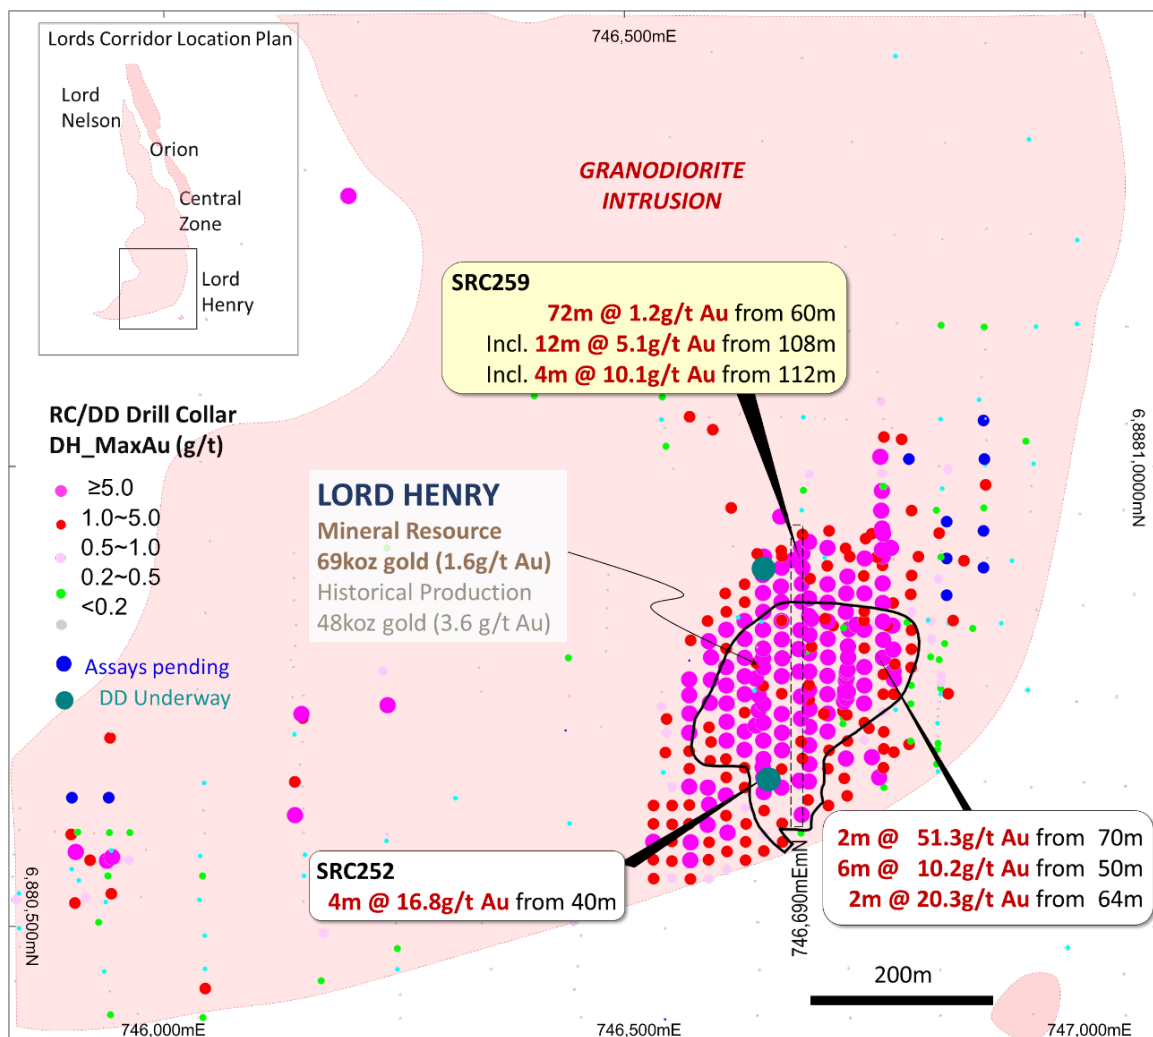 Lords Corridor Location Plan
Lord
Nelson
Orion
Central
Zone
Lord
Henry
746,500mE
GRANODIORITE
INTRUSION
SRC259
72m @ 1.2g/t Au from 60m
Incl. 12m @ 5.1g/t Au from 108m
Incl. 4m @ 10.1g/t Au from 112m
RC/DD Drill Collar
DH_MaxAu (g/t)
≥5.0
1.0~5.0
0.5~1.0
0.2~0.5
<0.2
Assays pending
DD Underway
LORD HENRY
Mineral Resource
69koz gold (1.6g/t Au)
Historical Production
48koz gold (3.6 g/t Au)
6,8881,0000mN
SRC252
4m @ 16.8g/t Au from 40m
2m @ 51.3g/t Au from 70m
6m @ 10.2g/t Au from 50m
2m @ 20.3g/t Au from 64m
746,690mEmN
6,880,500mN
200m
746,000mE
746,500mE
747,000mE